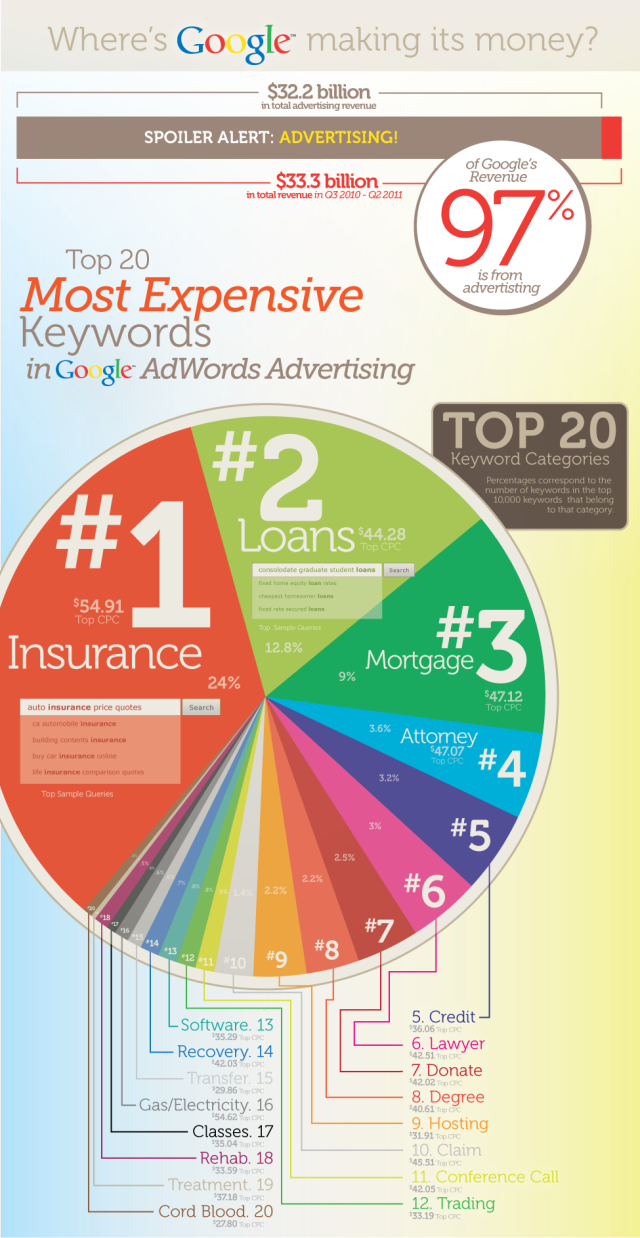 Where's Google™ making its money?
$32.2 billion
in total advertising revenue
SPOILER ALERT: ADVERTISING!
$33.3 billion
in total revenue in Q3 2010 - Q2 2011
of Google's
Revenue
97%
is from
advertisting
Top 20
Most Expensive
Keywords
in Google™ AdWords Advertising
TOP 20
Keyword Categories
Percentages correspond to the
number of keywords in the top
10,000 keywords that belong
to that category.
#1
$54.91
Top CPC
Insurance
24%
auto insurance price quotes
Search
ca automobile insurance
building contents insurance
buy car insurance online
life insurance comparison quotes
Top Sample Queries
#2
Loans
$44.28
Top CPC
consolodate graduate student loans
Search
fixed home equity loan rates
cheapest homeowner loans
fixed rate secured loans
Top Sample Queries
12.8%
#3
Mortgage
$47.12
Top CPC
9%
3.6%
Attorney
$47.07
Top CPC
#4
3.2%
#5
3%
#6
2.5%
#7
2.2%
#8
2.2%
#9
1.4%
#10
#11
#12
#13
#14
#15
#16
#17
#18
#20
5. Credit
$36.06 Top CPC
6. Lawyer
$42.51 Top CPC
7. Donate
$42.02 Top CPC
8. Degree
$40.61 Top CPC
9. Hosting
$31.91 Top CPC
10. Claim
$45.51 Top CPC
11. Conference Call
$42.05 Top CPC
12. Trading
$33.19 Top CPC
Software. 13
$35.29 Top CPC
Recovery. 14
$42.03 Top CPC
Transfer. 15
$29.86 Top CPC
Gas/Electricity. 16
$54.62 Top CPC
Classes. 17
$35.04 Top CPC
Rehab. 18
$33.59 Top CPC
Treatment. 19
$37.18 Top CPC
Cord Blood. 20
$27.80 Top CPC